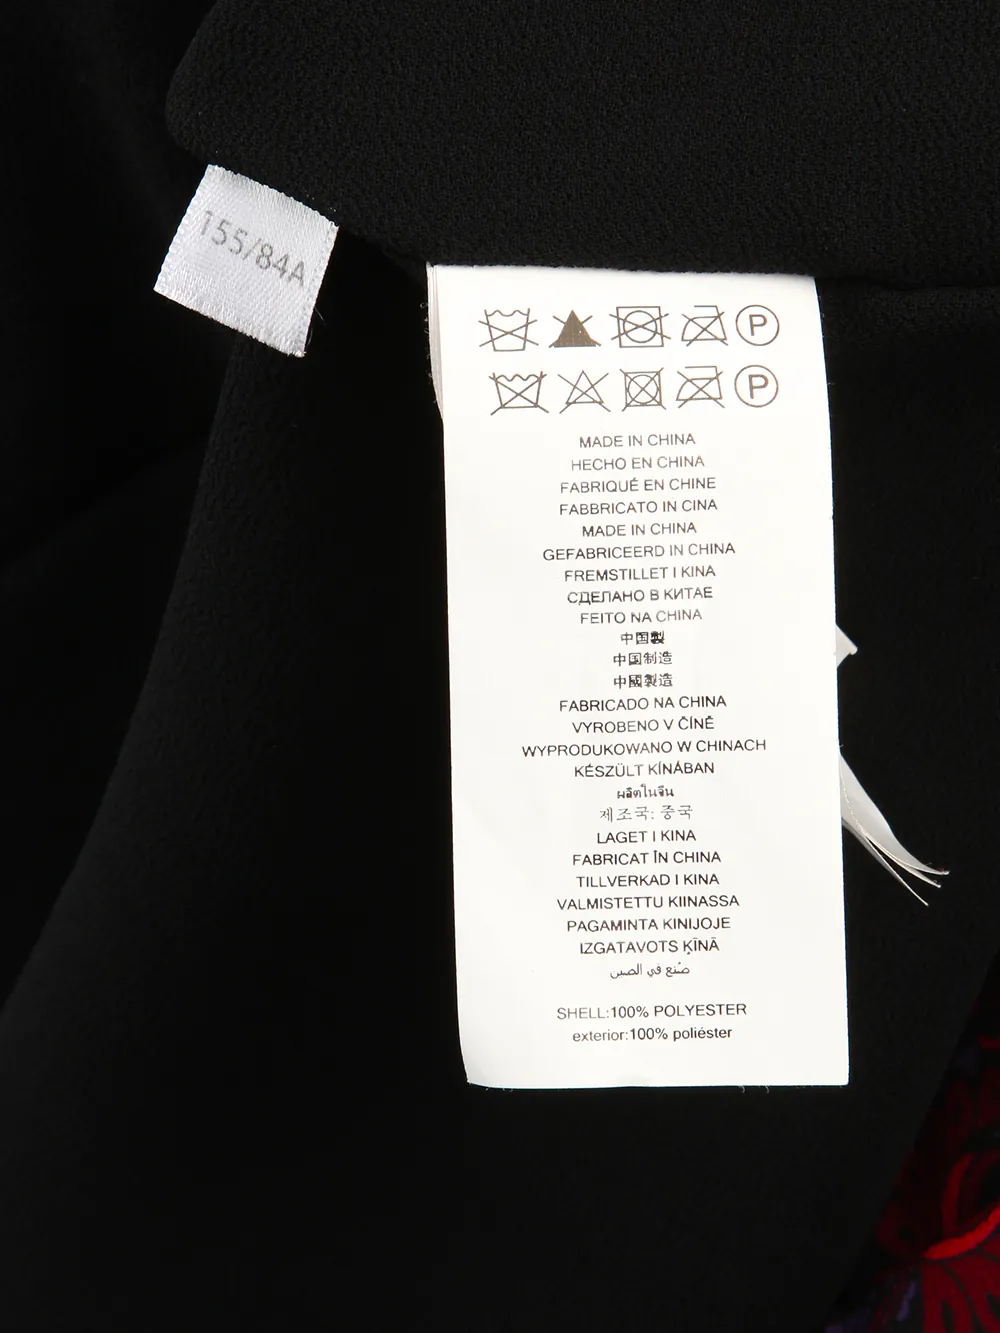 155/84A
P
P
MADE IN CHINA
HECHO EN CHINA
FABRIQUÉ EN CHINE
FABBRICATO IN CINA
MADE IN CHINA
GEFABRICEERD IN CHINA
FREMSTILLET I KINA
СДЕЛАНО В КИТАЕ
FEITO NA CHINA
中国製
中国制造
中國製造
FABRICADO NA CHINA
VYROBENO V ČÍNĚ
WYPRODUKOWANO W CHINACH
KÉSZÜLT KÍNÁBAN
ผลิตในจีน
제조국: 중국
LAGET I KINA
FABRICAT ÎN CHINA
TILLVERKAD I KINA
VALMISTETTU KIINASSA
PAGAMINTA KINIJOJE
IZGATAVOTS ĶĪNĀ
صُنع في الصين
SHELL:100% POLYESTER
exterior:100% poliéster